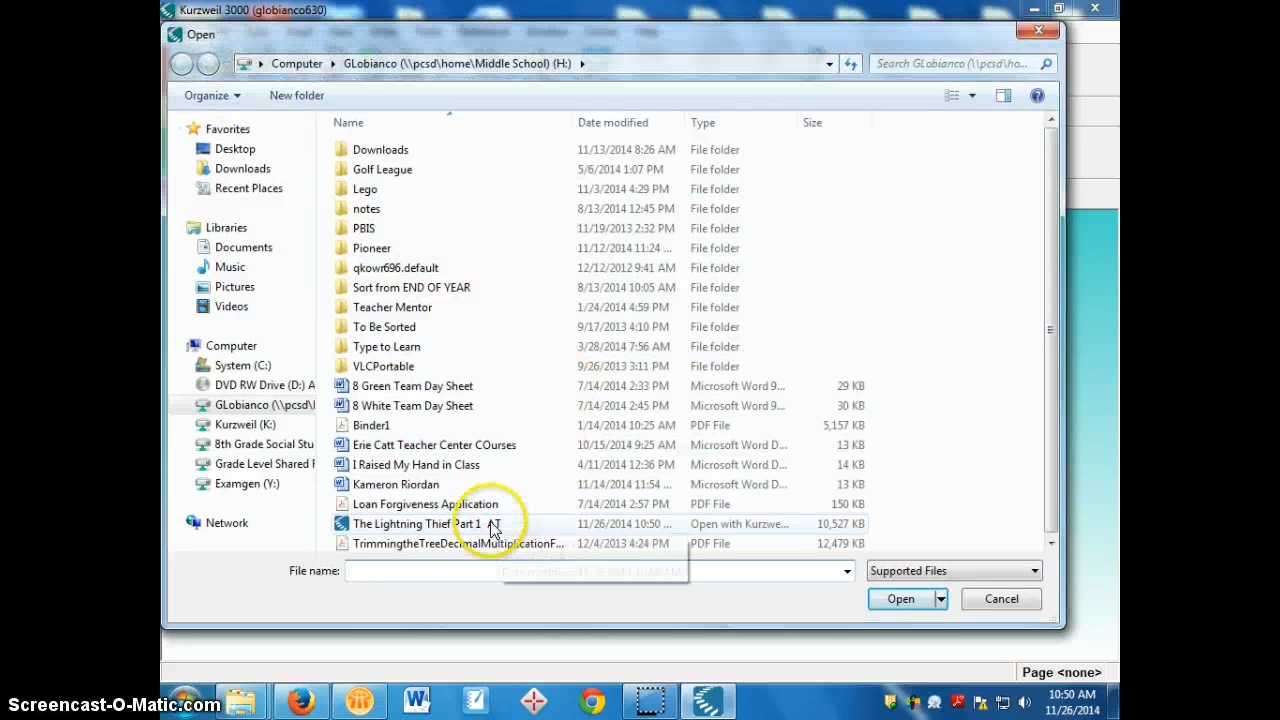 Kurzweil 3000 (globianco630)
Open
Computer GLobianco (\\pcsd\home\Middle School) (H:)
Search GLobianco (\\pcsd\ho...
Organize New folder
Name Date modified Type Size
Favorites
Desktop
Downloads
Recent Places
Libraries
Documents
Music
Pictures
Videos
Computer
System (C:)
DVD RW Drive (D:) A
GLobianco (\\pcsd\
Kurzweil (K:)
8th Grade Social Stu
Grade Level Shared F
Examgen (Y:)
Network
Downloads 11/13/2014 8:26 AM File folder
Golf League 5/6/2014 1:07 PM File folder
Lego 11/3/2014 4:29 PM File folder
notes 8/13/2014 12:45 PM File folder
PBIS 11/19/2013 2:32 PM File folder
Pioneer 11/12/2014 11:24 ... File folder
qkowr696.default 12/12/2012 9:41 AM File folder
Sort from END OF YEAR 8/13/2014 10:05 AM File folder
Teacher Mentor 1/24/2014 4:59 PM File folder
To Be Sorted 9/17/2013 4:10 PM File folder
Type to Learn 3/28/2014 7:56 AM File folder
VLCPortable 9/26/2013 3:11 PM File folder
8 Green Team Day Sheet 7/14/2014 2:33 PM Microsoft Word 9... 29 KB
8 White Team Day Sheet 7/14/2014 2:45 PM Microsoft Word 9... 30 KB
Binder1 1/14/2014 10:25 AM PDF File 5,157 KB
Erie Catt Teacher Center COurses 10/15/2014 9:25 AM Microsoft Word D... 13 KB
I Raised My Hand in Class 4/11/2014 12:36 PM Microsoft Word D... 14 KB
Kameron Riordan 11/14/2014 11:54 ... Microsoft Word D... 13 KB
Loan Forgiveness Application 7/14/2014 2:57 PM PDF File 150 KB
The Lightning Thief Part 1 AT 11/26/2014 10:50 ... Open with Kurzwe... 10,527 KB
TrimmingtheTreeDecimalMultiplicationF... 12/4/2013 4:24 PM PDF File 12,479 KB
File name: Supported Files
Open Cancel
Page <none>
10:50 AM
11/26/2014
Screencast-O-Matic.com